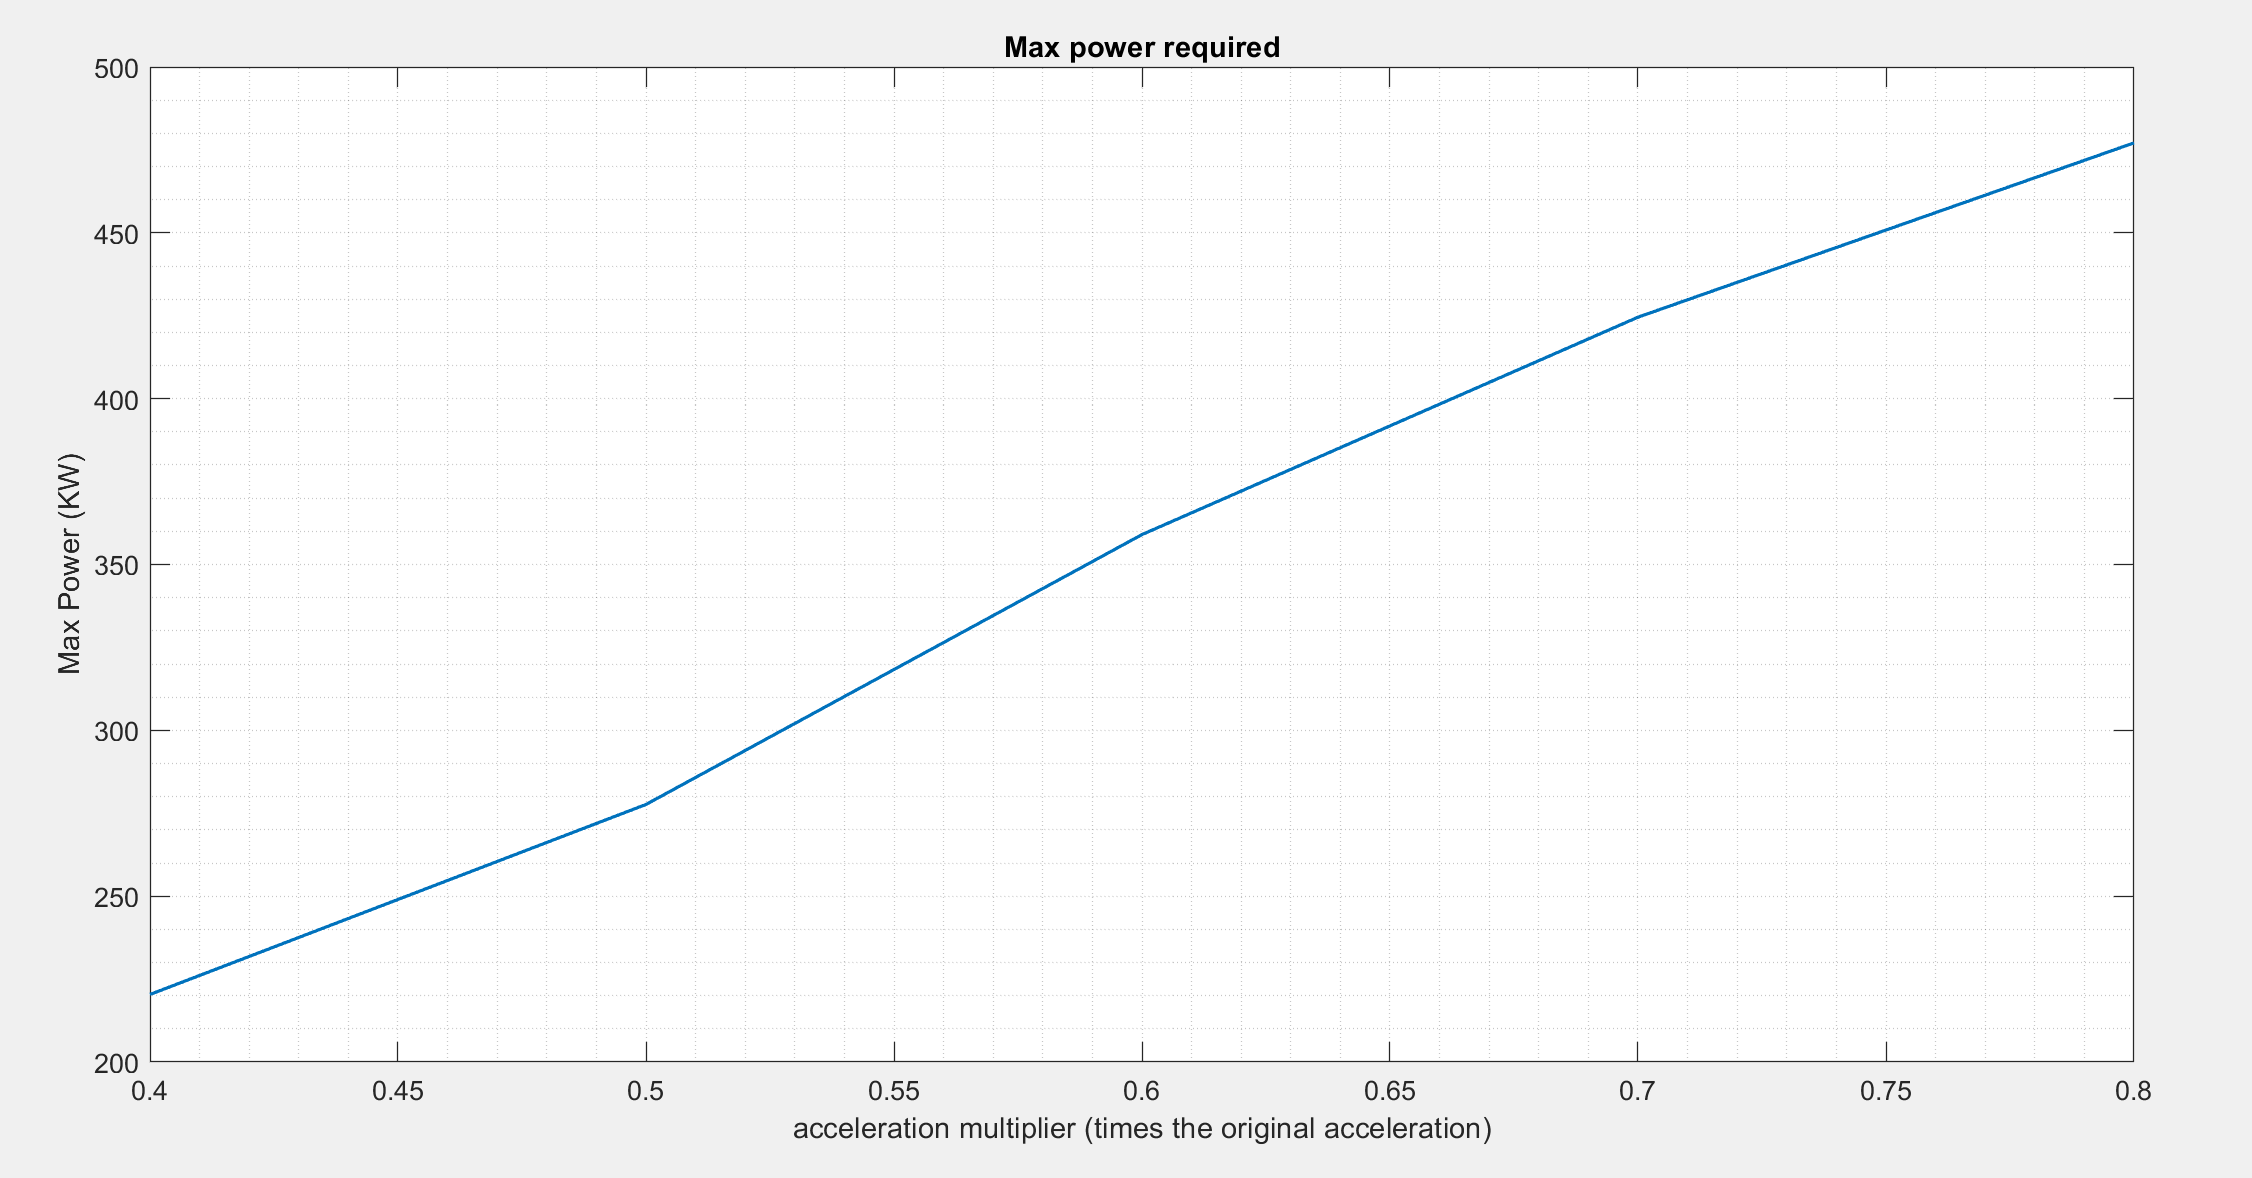 Max power required
Max Power (KW)
500
450
400
350
300
250
200
0.4 0.45 0.5 0.55 0.6 0.65 0.7 0.75 0.8
acceleration multiplier (times the original acceleration)